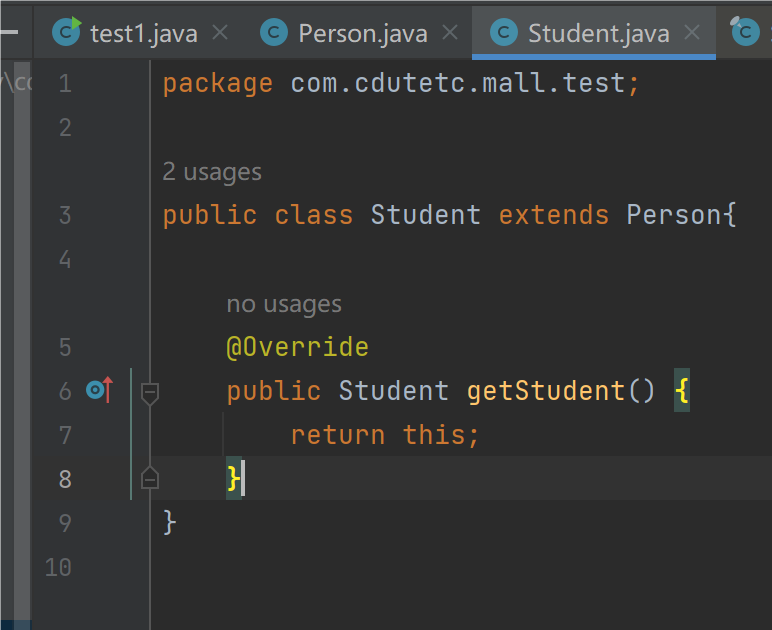 test1.java Person.java Student.java
1 package com.cdutetc.mall.test;
2
2 usages
3 public class Student extends Person{
4
no usages
5 @Override
6 public Student getStudent() {
7 return this;
8 }
9 }
10